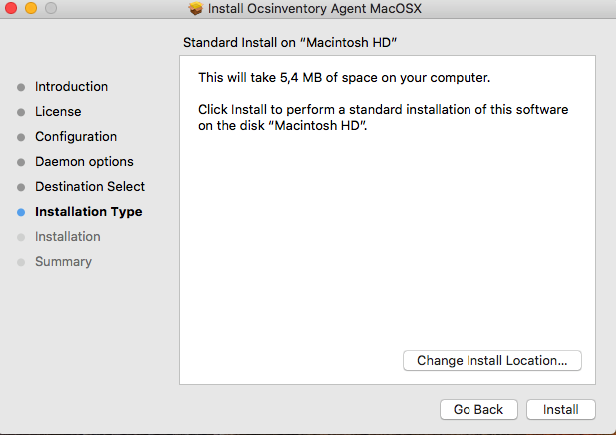 Install Ocsinventory Agent MacOSX
Standard Install on “Macintosh HD”
Introduction
License
Configuration
Daemon options
Destination Select
Installation Type
Installation
Summary
This will take 5,4 MB of space on your computer.
Click Install to perform a standard installation of this software
on the disk “Macintosh HD”.
Change Install Location...
Go Back
Install